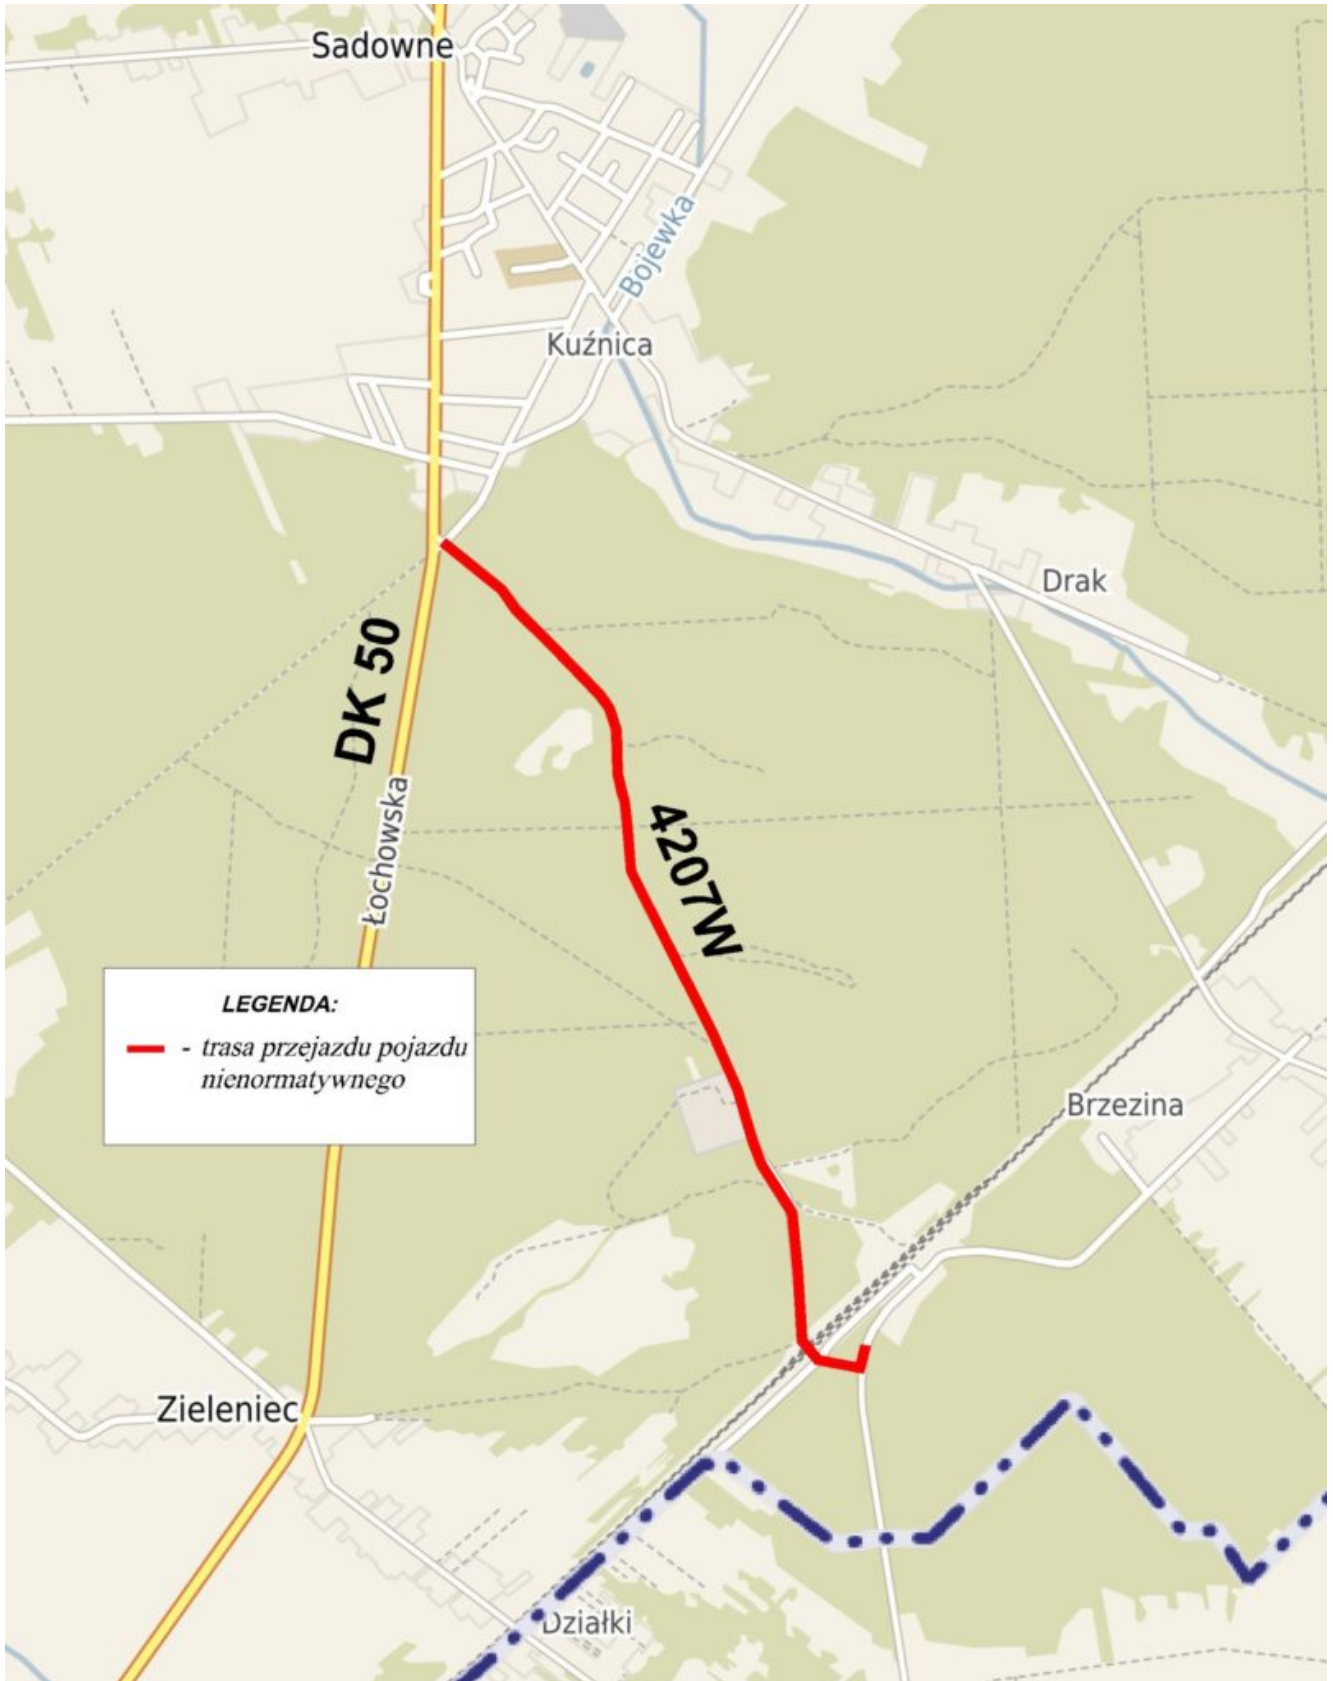 Sadowne
Bojewka
Kuźnica
Drak
DK 50
Łochowska
4207W
LEGENDA:
- trasa przejazdu pojazdu
nienormatywnego
Brzezina
Zieleniec
Działki